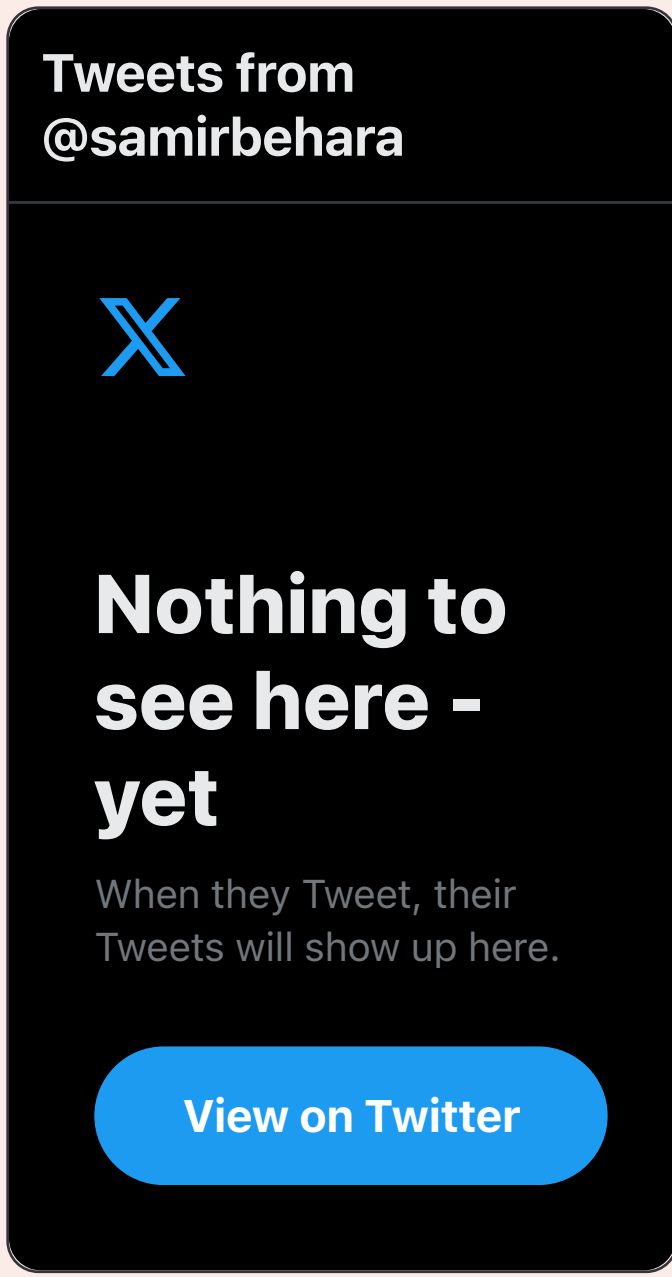 Tweets from
@samirbehara
Nothing to
see here -
yet
When they Tweet, their
Tweets will show up here.
View on Twitter